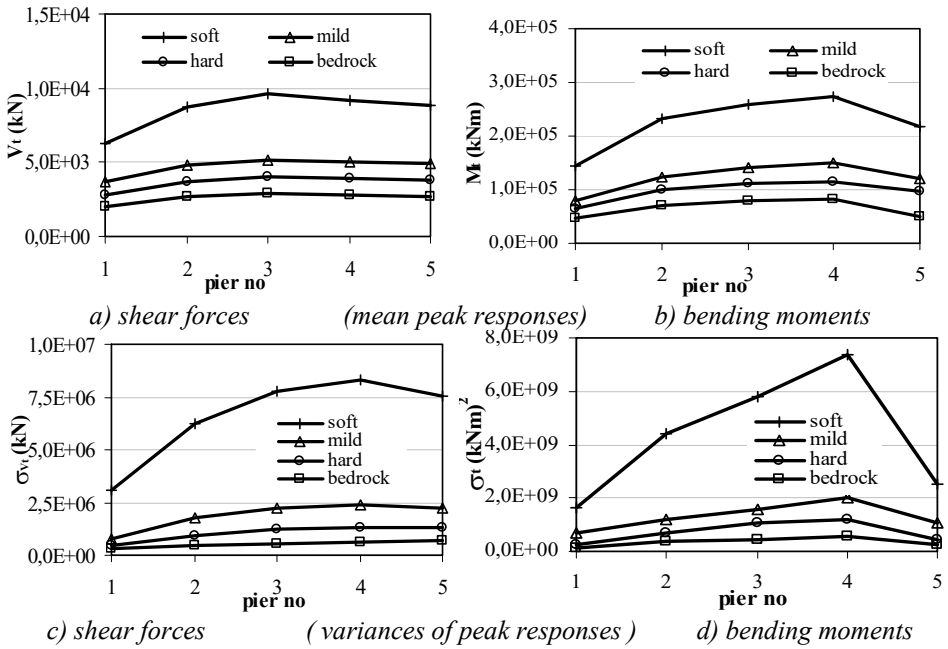 1,5E+04
1,0E+04
5,0E+03
0,0E+00
Vt (kN)
soft
mild
hard
bedrock
1 2 3 4 5
pier no
4,0E+05
3,0E+05
2,0E+05
1,0E+05
0,0E+00
Mt (kNm)
soft
mild
hard
bedrock
1 2 3 4 5
pier no
a) shear forces (mean peak responses) b) bending moments
1,0E+07
7,5E+06
5,0E+06
2,5E+06
0,0E+00
σvt (kN)
soft
mild
hard
bedrock
1 2 3 4 5
pier no
8,0E+09
6,0E+09
4,0E+09
2,0E+09
0,0E+00
σt (kNm)2
soft
mild
hard
bedrock
1 2 3 4 5
pier no
c) shear forces ( variances of peak responses ) d) bending moments